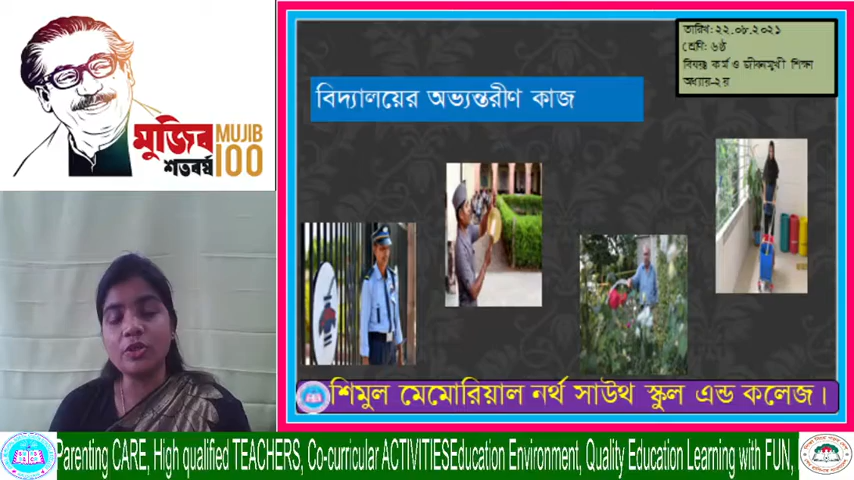 মুজিব MUJIB
শতবর্ষ 100
তারিখ: ২২.০৮.২০২১
শ্রেণি: ৬ষ্ঠ
বিষয়ঃ কর্ম ও জীবনমুখী শিক্ষা
অধ্যায়-২য়
বিদ্যালয়ের অভ্যন্তরীণ কাজ
শিমুল মেমোরিয়াল নর্থ সাউথ স্কুল এন্ড কলেজ।
Parenting CARE, High qualified TEACHERS, Co-curricular ACTIVITIESEducation Environment, Quality Education Learning with FUN,